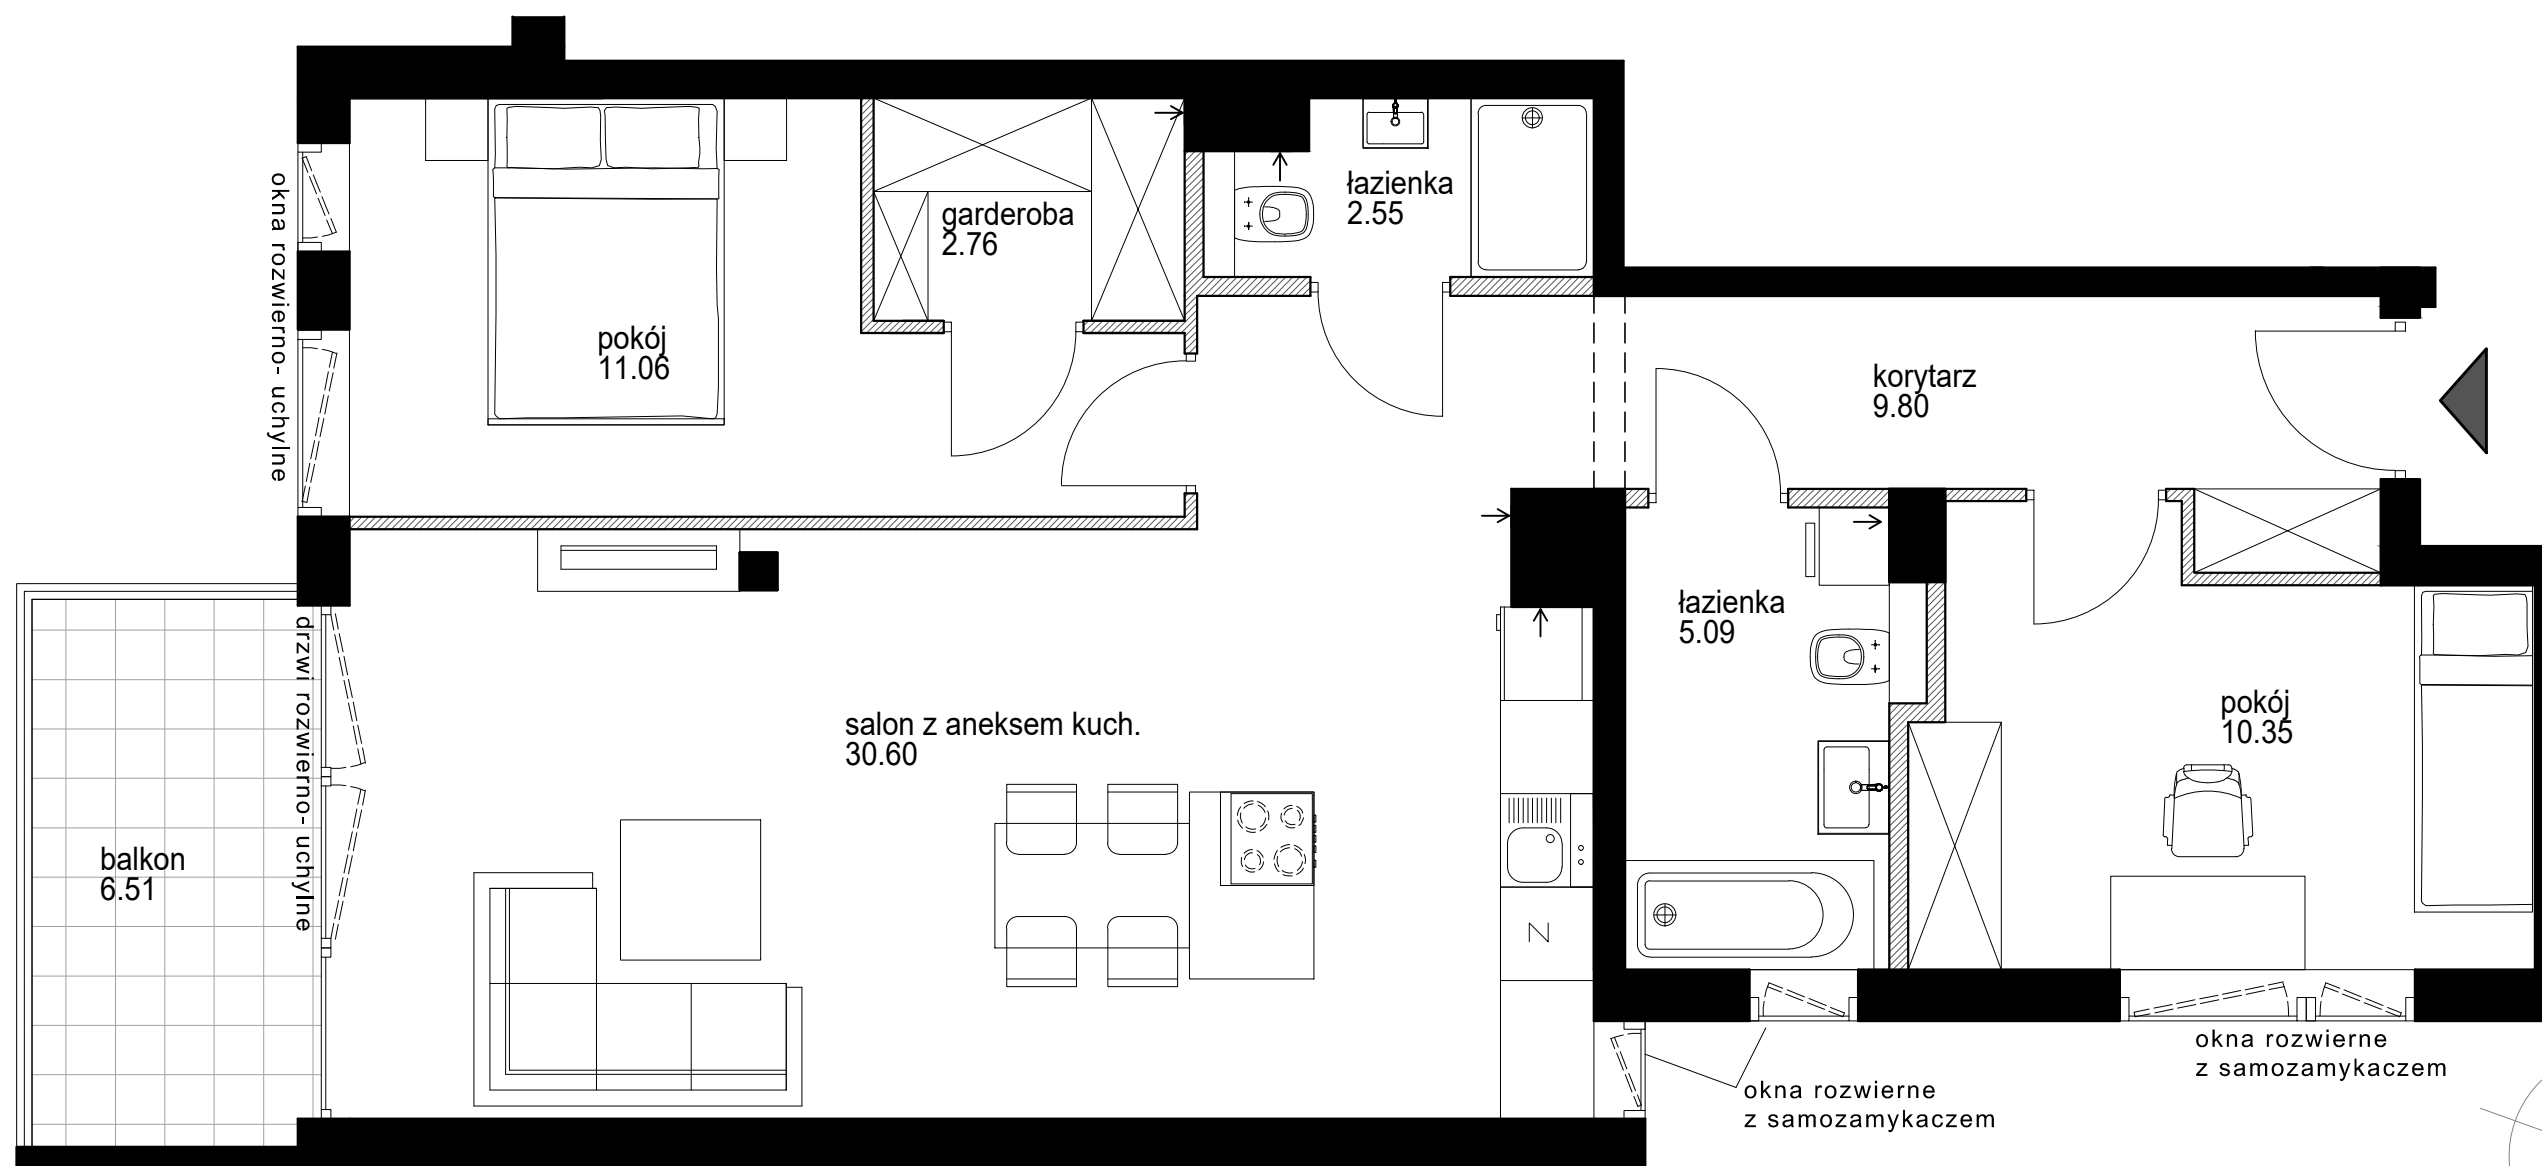 okna rozwierno- uchylne
garderoba
2.76
łazienka
2.55
pokój
11.06
korytarz
9.80
drzwi rozwierno- uchylne
łazienka
5.09
salon z aneksem kuch.
30.60
pokój
10.35
balkon
6.51
Z
okna rozwierne
z samozamykaczem
okna rozwierne
z samozamykaczem